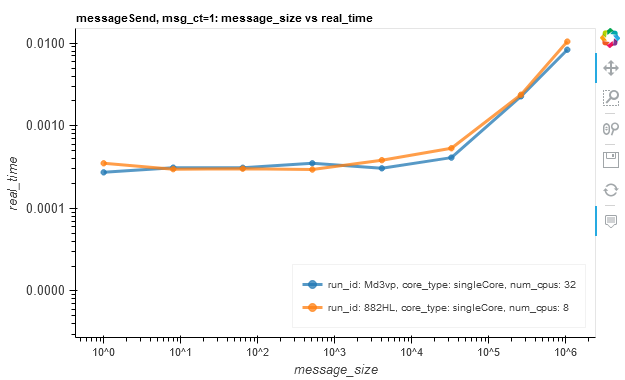 messageSend, msg_ct=1: message_size vs real_time
0.0100
0.0010
0.0001
0.0000
real_time
run_id: Md3vp, core_type: singleCore, num_cpus: 32
run_id: 882HL, core_type: singleCore, num_cpus: 8
10^0 10^1 10^2 10^3 10^4 10^5 10^6
message_size